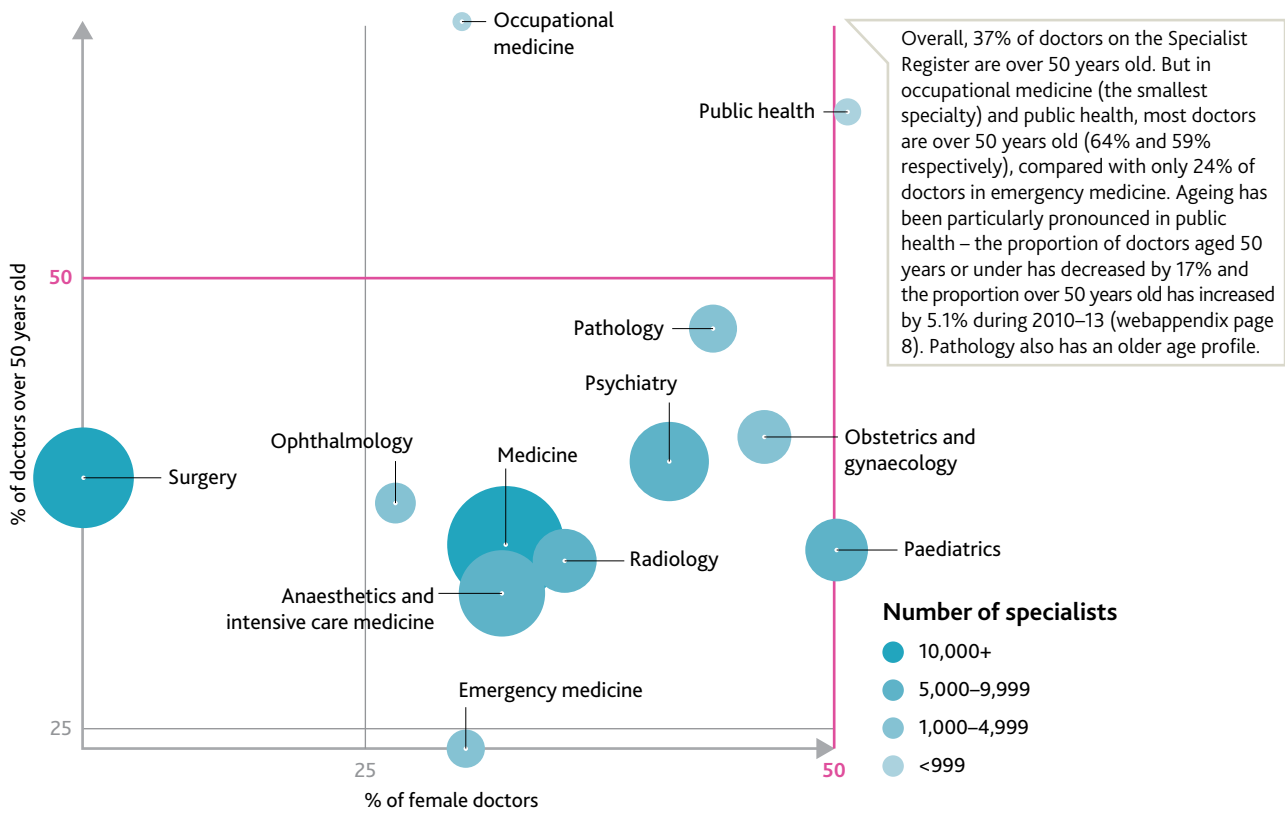 Occupational
medicine
Public health
Overall, 37% of doctors on the Specialist
Register are over 50 years old. But in
occupational medicine (the smallest
specialty) and public health, most doctors
are over 50 years old (64% and 59%
respectively), compared with only 24% of
doctors in emergency medicine. Ageing has
been particularly pronounced in public
health – the proportion of doctors aged 50
years or under has decreased by 17% and
the proportion over 50 years old has increased
by 5.1% during 2010–13 (webappendix page
8). Pathology also has an older age profile.
% of doctors over 50 years old
50
Pathology
Psychiatry
Ophthalmology
Medicine
Obstetrics and
gynaecology
Surgery
Radiology
Paediatrics
Anaesthetics and
intensive care medicine
Emergency medicine
25
25
50
% of female doctors
Number of specialists
10,000+
5,000–9,999
1,000–4,999
<999